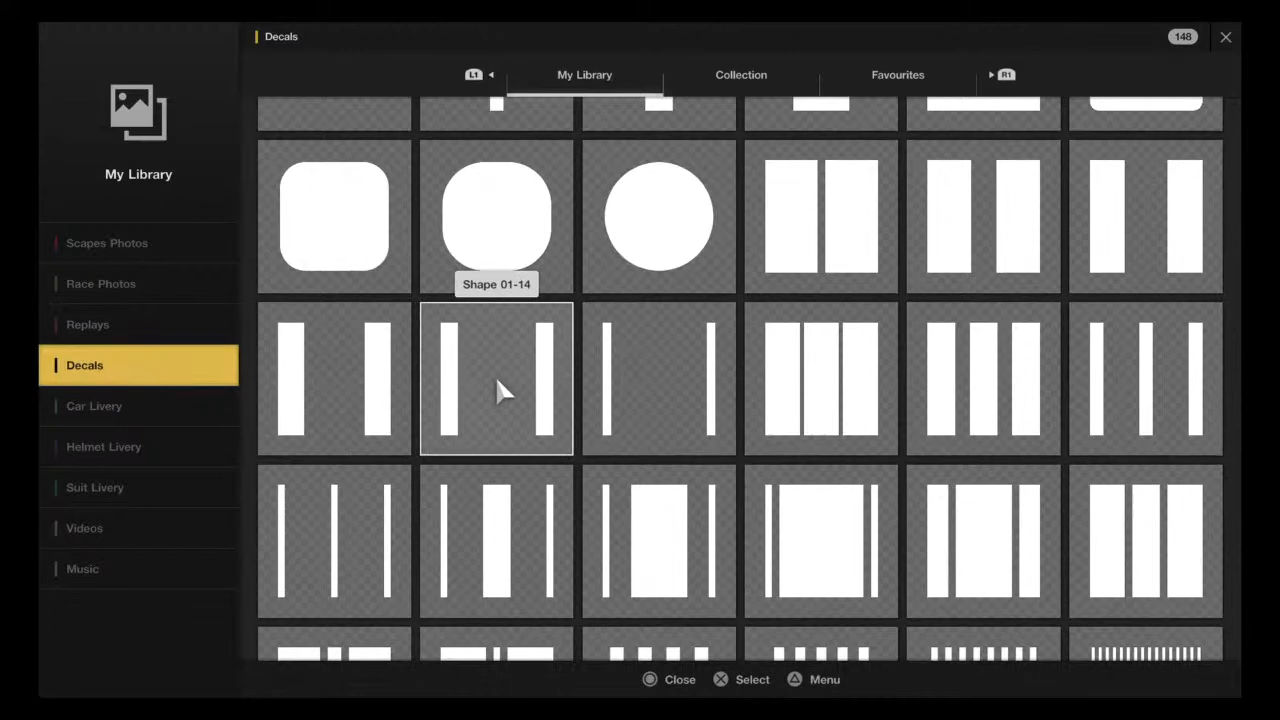 Decals
148
L1
My Library
Collection
Favourites
R1
My Library
Scapes Photos
Race Photos
Replays
Decals
Car Livery
Helmet Livery
Suit Livery
Videos
Music
Shape 01-14
Close
Select
Menu